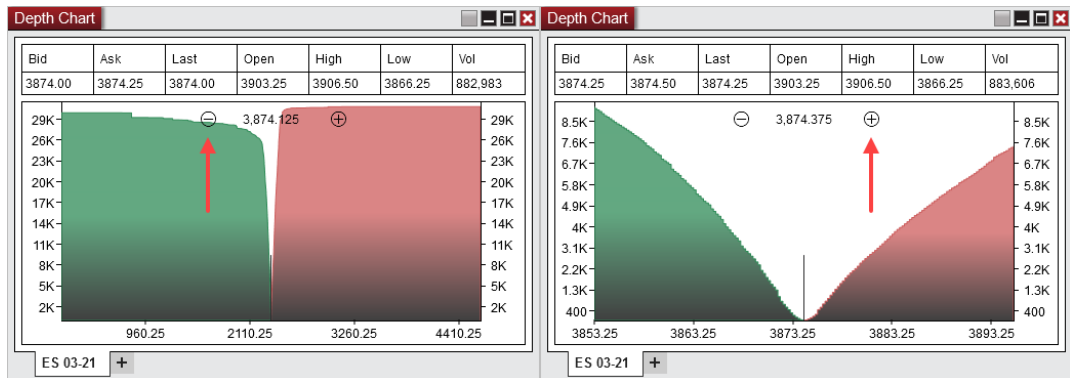 Depth Chart
Bid Ask Last Open High Low Vol
3874.00 3874.25 3874.00 3903.25 3906.50 3866.25 882,983
3,874.125
29K 29K
26K 26K
23K 23K
20K 20K
17K 17K
14K 14K
11K 11K
8K 8K
5K 5K
2K 2K
960.25 2110.25 3260.25 4410.25
ES 03-21 +
Depth Chart
Bid Ask Last Open High Low Vol
3874.25 3874.50 3874.25 3903.25 3906.50 3866.25 883,606
3,874.375
8.5K 8.5K
7.6K 7.6K
6.7K 6.7K
5.8K 5.8K
4.9K 4.9K
4K 4K
3.1K 3.1K
2.2K 2.2K
1.3K 1.3K
400 400
3853.25 3863.25 3873.25 3883.25 3893.25
ES 03-21 +